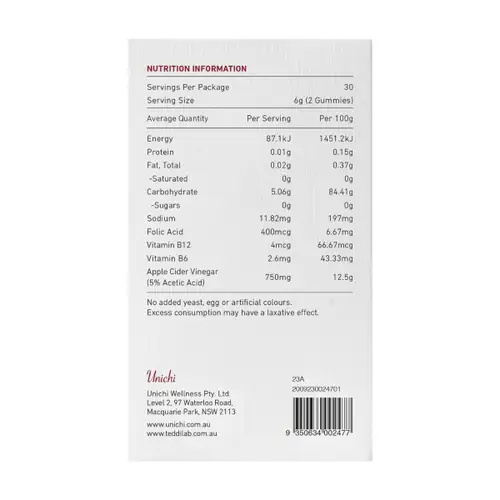 NUTRITION INFORMATION
Servings Per Package 30
Serving Size 6g (2 Gummies)
Average Quantity Per Serving Per 100g
Energy 87.1kJ 1451.2kJ
Protein 0.01g 0.15g
Fat, Total 0.02g 0.37g
-Saturated 0g 0g
Carbohydrate 5.06g 84.41g
-Sugars 0g 0g
Sodium 11.82mg 197mg
Folic Acid 400mcg 6.67mg
Vitamin B12 4mcg 66.67mcg
Vitamin B6 2.6mg 43.33mg
Apple Cider Vinegar 750mg 12.5g
(5% Acetic Acid)
No added yeast, egg or artificial colours.
Excess consumption may have a laxative effect.
Unichi
Unichi Wellness Pty. Ltd.
Level 2, 97 Waterloo Road,
Macquarie Park, NSW 2113
www.unichi.com.au
www.teddilab.com.au
23A
2009230024701
9 350634 002477